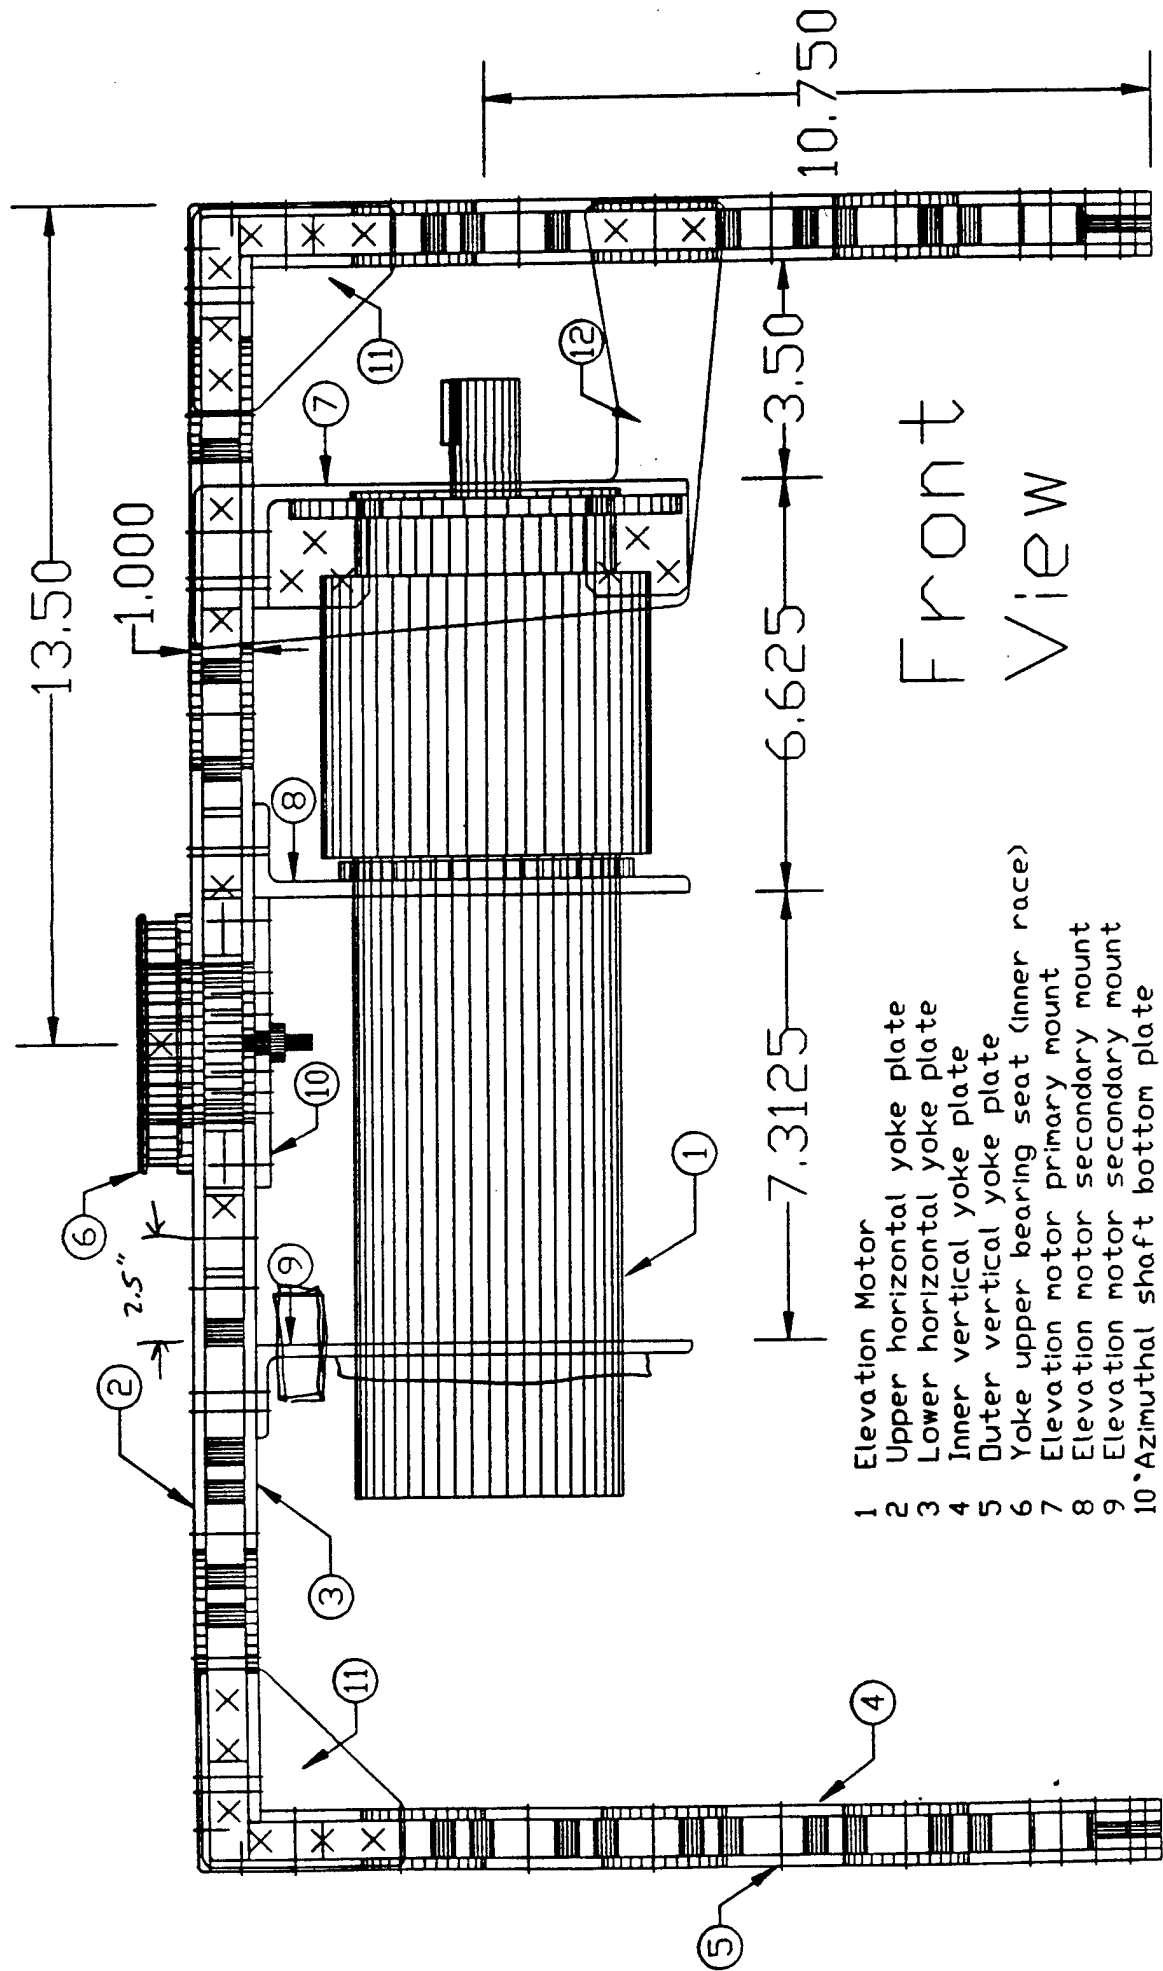 13.50
1.000
10.750
3.50
6.625
7.3125
2.5"
Front
View
1 Elevation Motor
2 Upper horizontal yoke plate
3 Lower horizontal yoke plate
4 Inner vertical yoke plate
5 Outer vertical yoke plate
6 Yoke upper bearing seat (inner race)
7 Elevation motor primary mount
8 Elevation motor secondary mount
9 Elevation motor secondary mount
10 Azimuthal shaft bottom plate
5
4
11
3
2
9
6
10
1
8
7
11
12